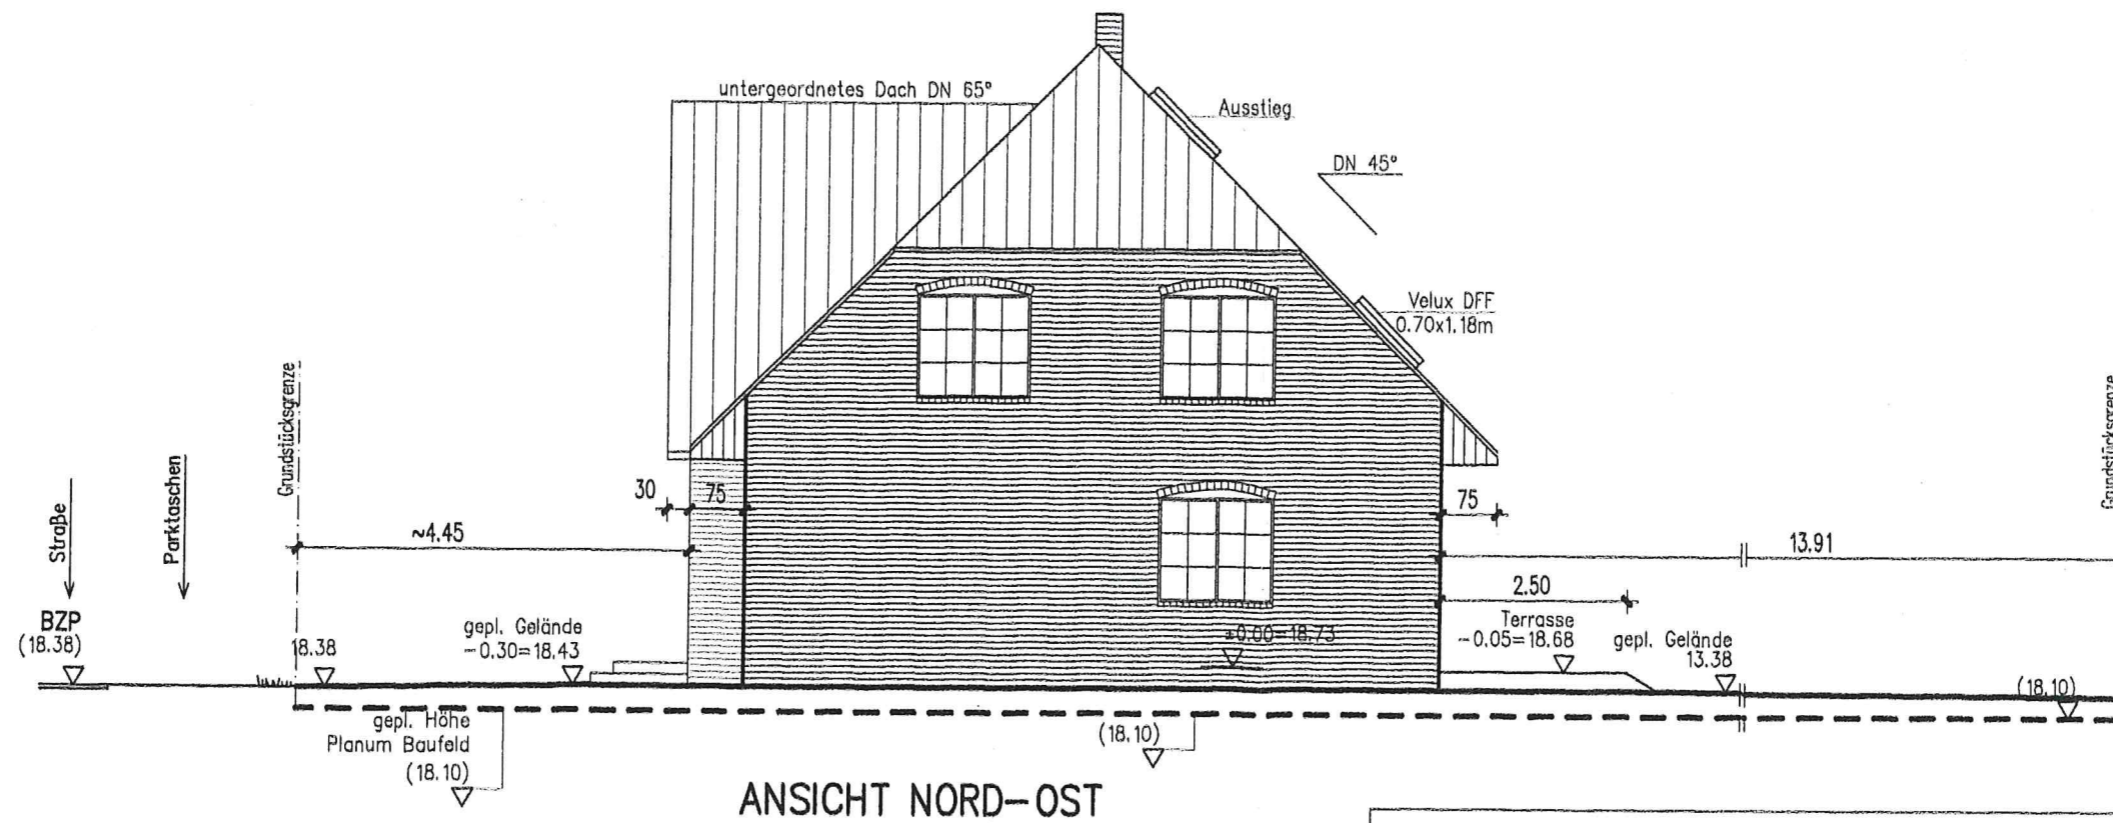 untergeordnetes Dach DN 65°
Ausstieg
DN 45°
Velux DFF
0.70x1.18m
Grundstücksgrenze
Grundstücksgrenze
Straße
Parktaschen
30
75
75
~4.45
13.91
2.50
BZP
(18.38)
18.38
gepl. Gelände
-0.30=18.43
±0.00=18.73
Terrasse
-0.05=18.68
gepl. Gelände
13.38
(18.10)
gepl. Höhe
Planum Baufeld
(18.10)
(18.10)
ANSICHT NORD-OST